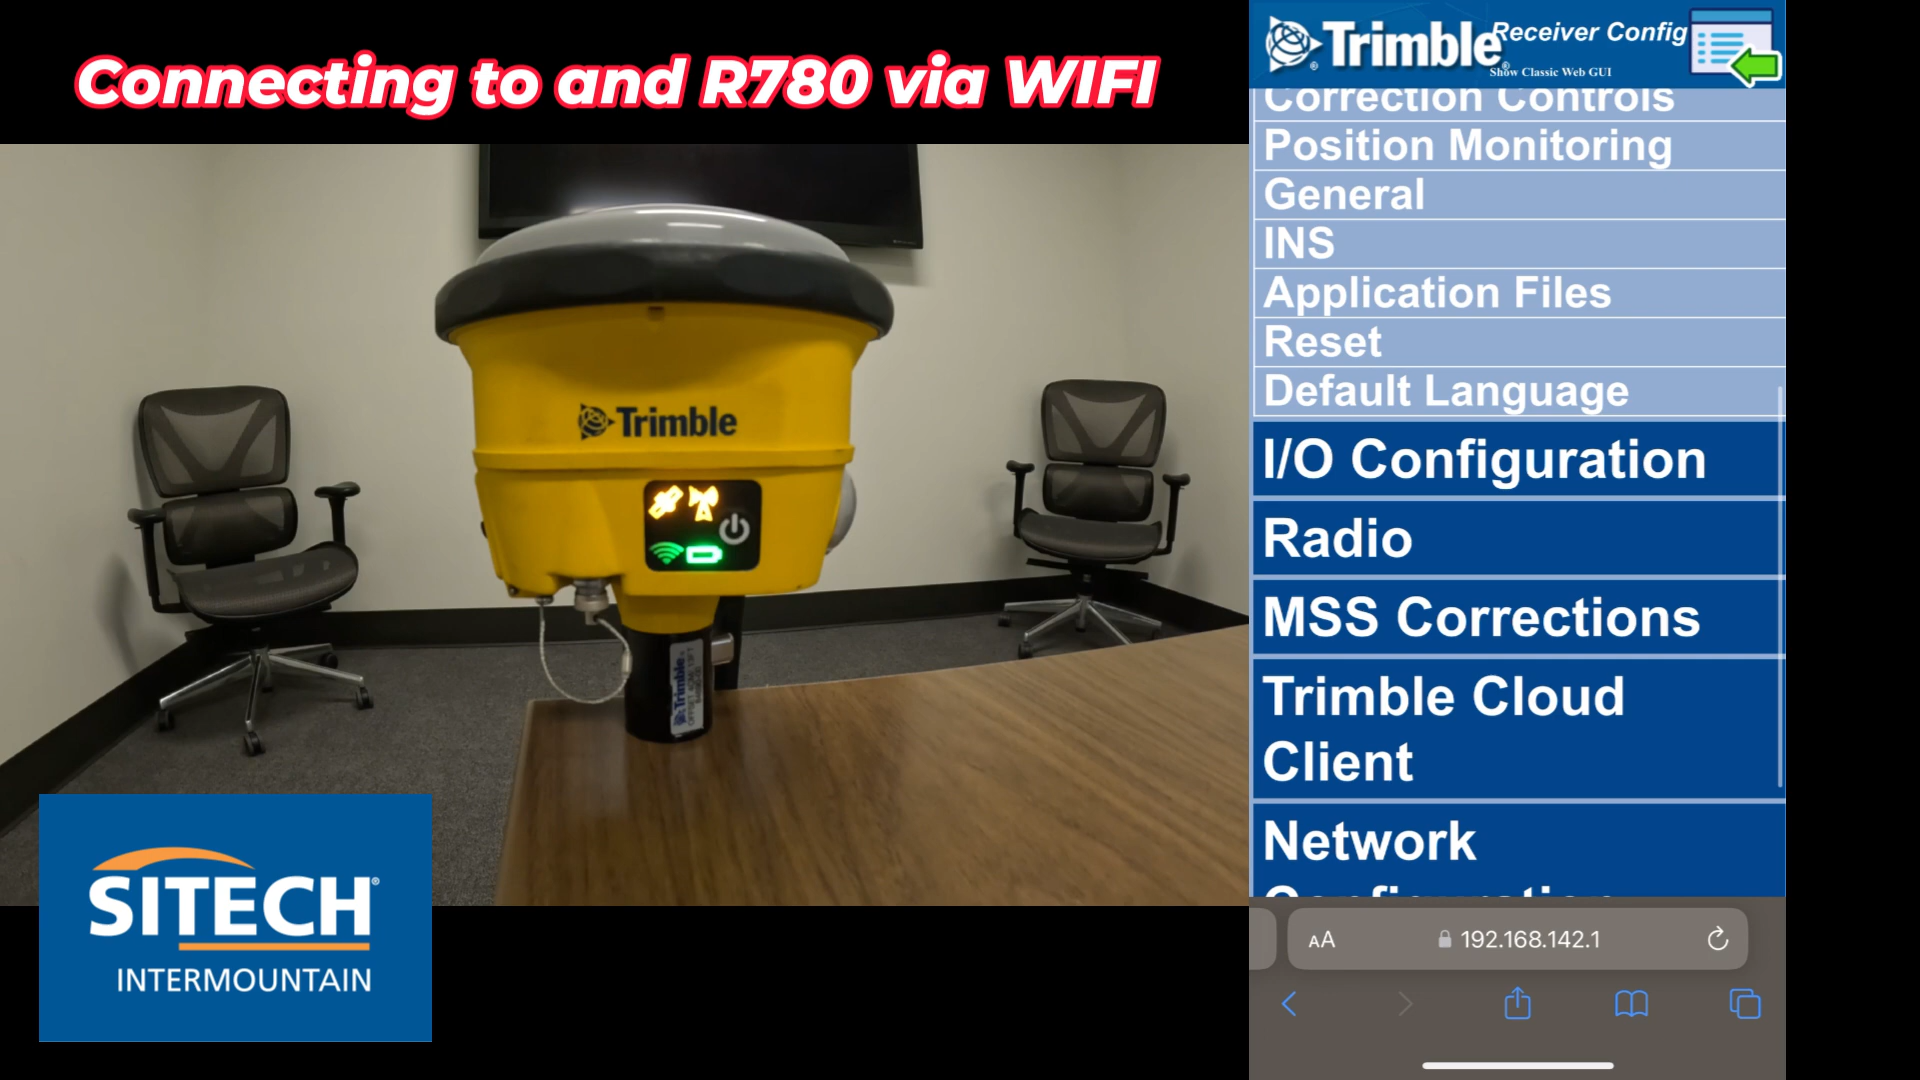 Connecting to and R780 via WIFI
Trimble
Trimble
SITECH®
INTERMOUNTAIN
Trimble®
Receiver Config
Show Classic Web GUI
Correction Controls
Position Monitoring
General
INS
Application Files
Reset
Default Language
I/O Configuration
Radio
MSS Corrections
Trimble Cloud
Client
Network
Configuration
AA
192.168.142.1